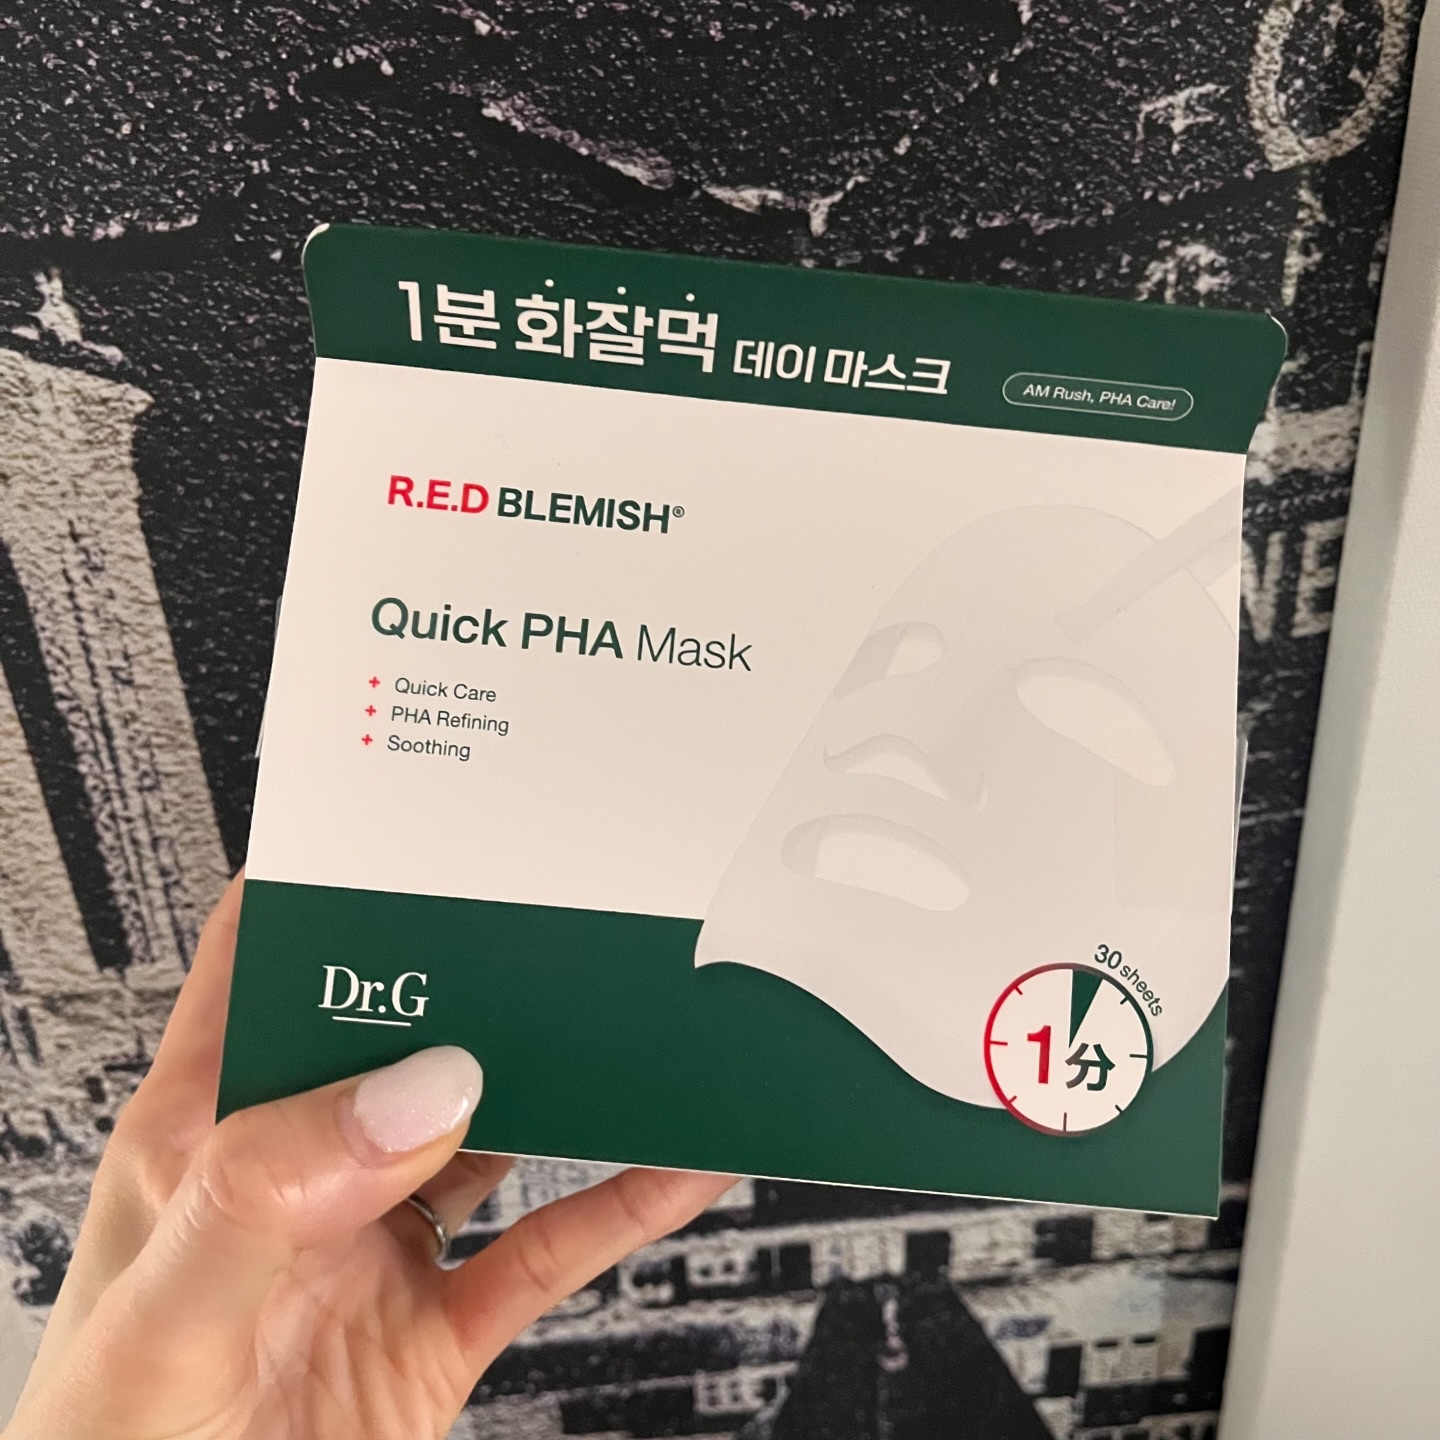 1분 화잘먹 데이 마스크
AM Rush, PHA Care!
R.E.D BLEMISH®
Quick PHA Mask
+ Quick Care
+ PHA Refining
+ Soothing
Dr.G
30 sheets
1分